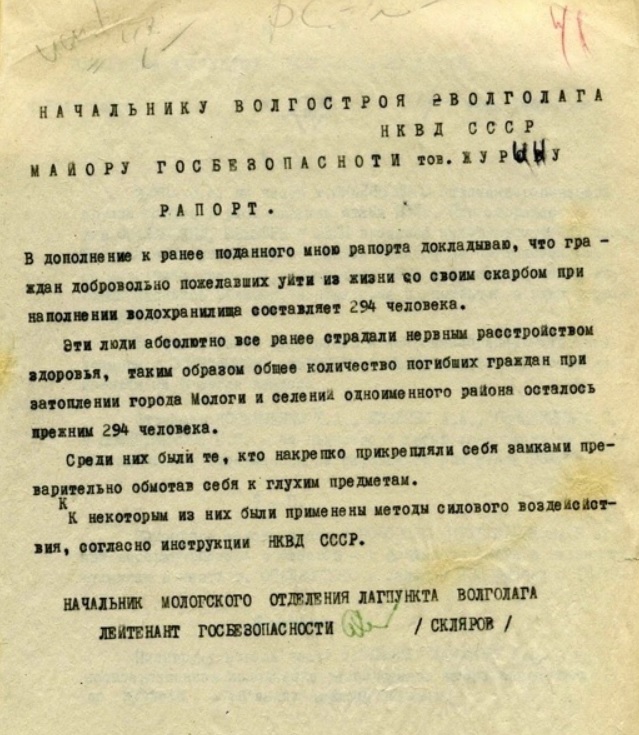 71
НАЧАЛЬНИКУ ВОЛГОСТРОЯ - ВОЛГОЛАГА
НКВД СССР
МАЙОРУ ГОСБЕЗОПАСНОТИ тов. ЖУРИНУ
РАПОРТ.
В дополнение к ранее поданного мною рапорта докладываю, что гра -
ждан добровольно пожелавших уйти из жизни со своим скарбом при
наполнении водохранилища составляет 294 человека.
Эти люди абсолютно все ранее страдали нервным расстройством
здоровья, таким образом общее количество погибших граждан при
затоплении города Мологи и селений одноименного района осталось
прежним 294 человека.
Среди них были те, кто накрепко прикрепляли себя замками пре-
варительно обмотав себя к глухим предметам.
К
К некоторым из них были применены методы силового воздейст-
вия, согласно инструкции НКВД СССР.
НАЧАЛЬНИК МОЛОГСКОГО ОТДЕЛЕНИЯ ЛАГПУНКТА ВОЛГОЛАГА
ЛЕЙТЕНАНТ ГОСБЕЗОПАСНОСТИ / СКЛЯРОВ /